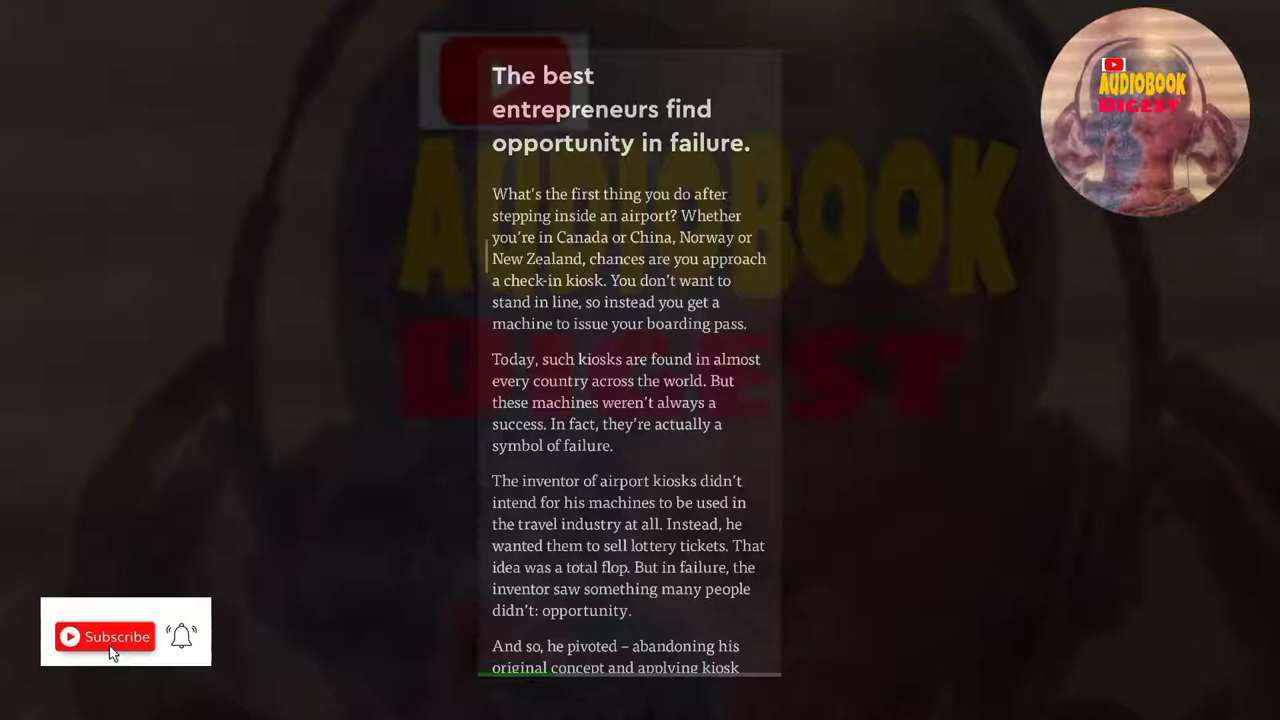 The best
entrepreneurs find
opportunity in failure.
What's the first thing you do after
stepping inside an airport? Whether
you're in Canada or China, Norway or
New Zealand, chances are you approach
a check-in kiosk. You don't want to
stand in line, so instead you get a
machine to issue your boarding pass.
Today, such kiosks are found in almost
every country across the world. But
these machines weren't always a
success. In fact, they're actually a
symbol of failure.
The inventor of airport kiosks didn't
intend for his machines to be used in
the travel industry at all. Instead, he
wanted them to sell lottery tickets. That
idea was a total flop. But in failure, the
inventor saw something many people
didn't: opportunity.
And so, he pivoted – abandoning his
original concept and applying kiosk
AUDIOBOOK
DIGEST
AUDIOBOOK
DIGEST
Subscribe